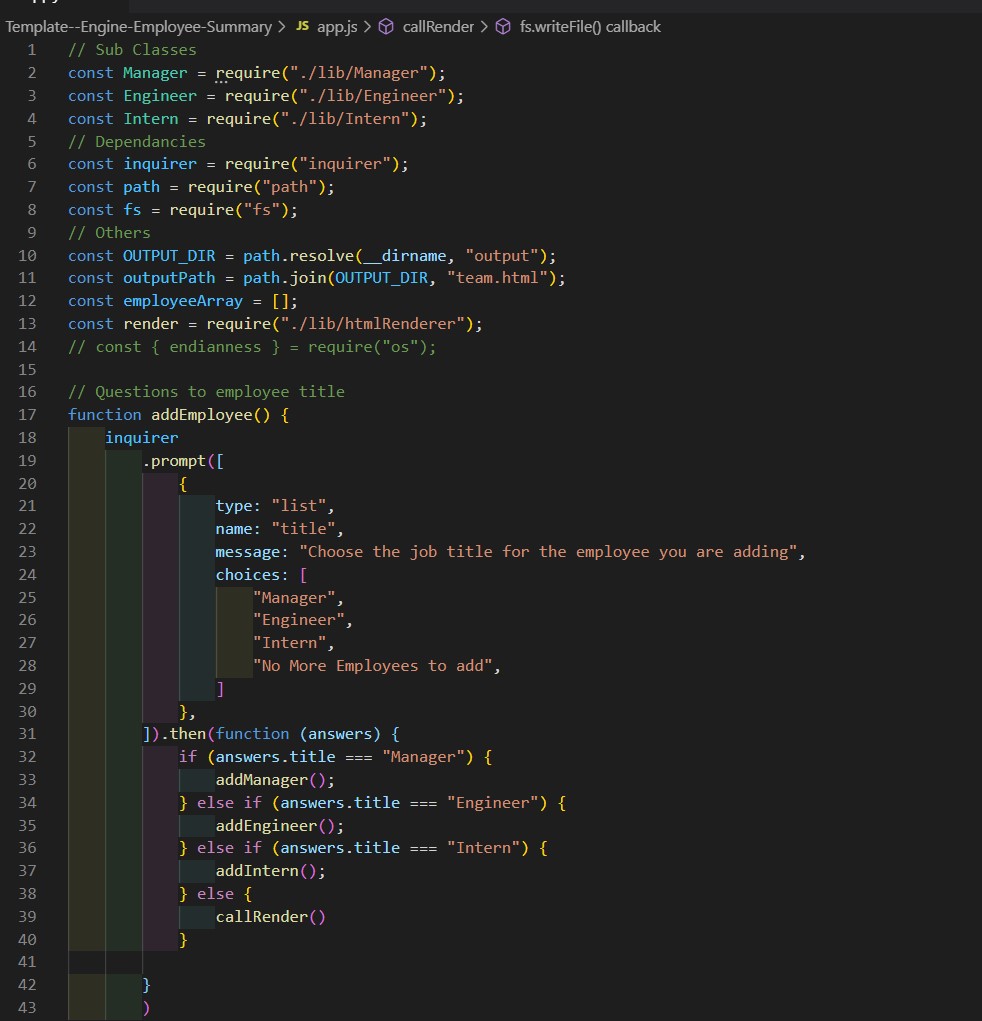 Template--Engine-Employee-Summary > JS app.js > callRender > fs.writeFile() callback
1 // Sub Classes
2 const Manager = require("./lib/Manager");
3 const Engineer = require("./lib/Engineer");
4 const Intern = require("./lib/Intern");
5 // Dependancies
6 const inquirer = require("inquirer");
7 const path = require("path");
8 const fs = require("fs");
9 // Others
10 const OUTPUT_DIR = path.resolve(__dirname, "output");
11 const outputPath = path.join(OUTPUT_DIR, "team.html");
12 const employeeArray = [];
13 const render = require("./lib/htmlRenderer");
14 // const { endianness } = require("os");
15
16 // Questions to employee title
17 function addEmployee() {
18     inquirer
19         .prompt([
20             {
21                 type: "list",
22                 name: "title",
23                 message: "Choose the job title for the employee you are adding",
24                 choices: [
25                     "Manager",
26                     "Engineer",
27                     "Intern",
28                     "No More Employees to add",
29                 ]
30             },
31         ]).then(function (answers) {
32             if (answers.title === "Manager") {
33                 addManager();
34             } else if (answers.title === "Engineer") {
35                 addEngineer();
36             } else if (answers.title === "Intern") {
37                 addIntern();
38             } else {
39                 callRender()
40             }
41
42         }
43         )